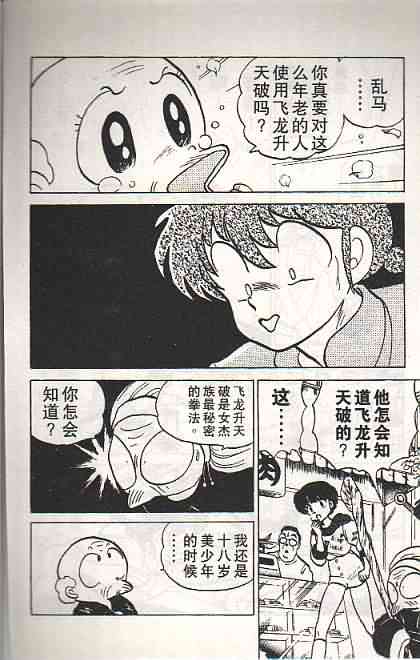 乱马
……
你真要对这
么年老的人
使用飞龙升
天破吗？
他怎会知
道飞龙升
天破的？
这……
飞龙升天
破是女杰
族最秘密
的拳法。
你怎会
知道？
我还是
十八岁
美少年
的时候
……
肉